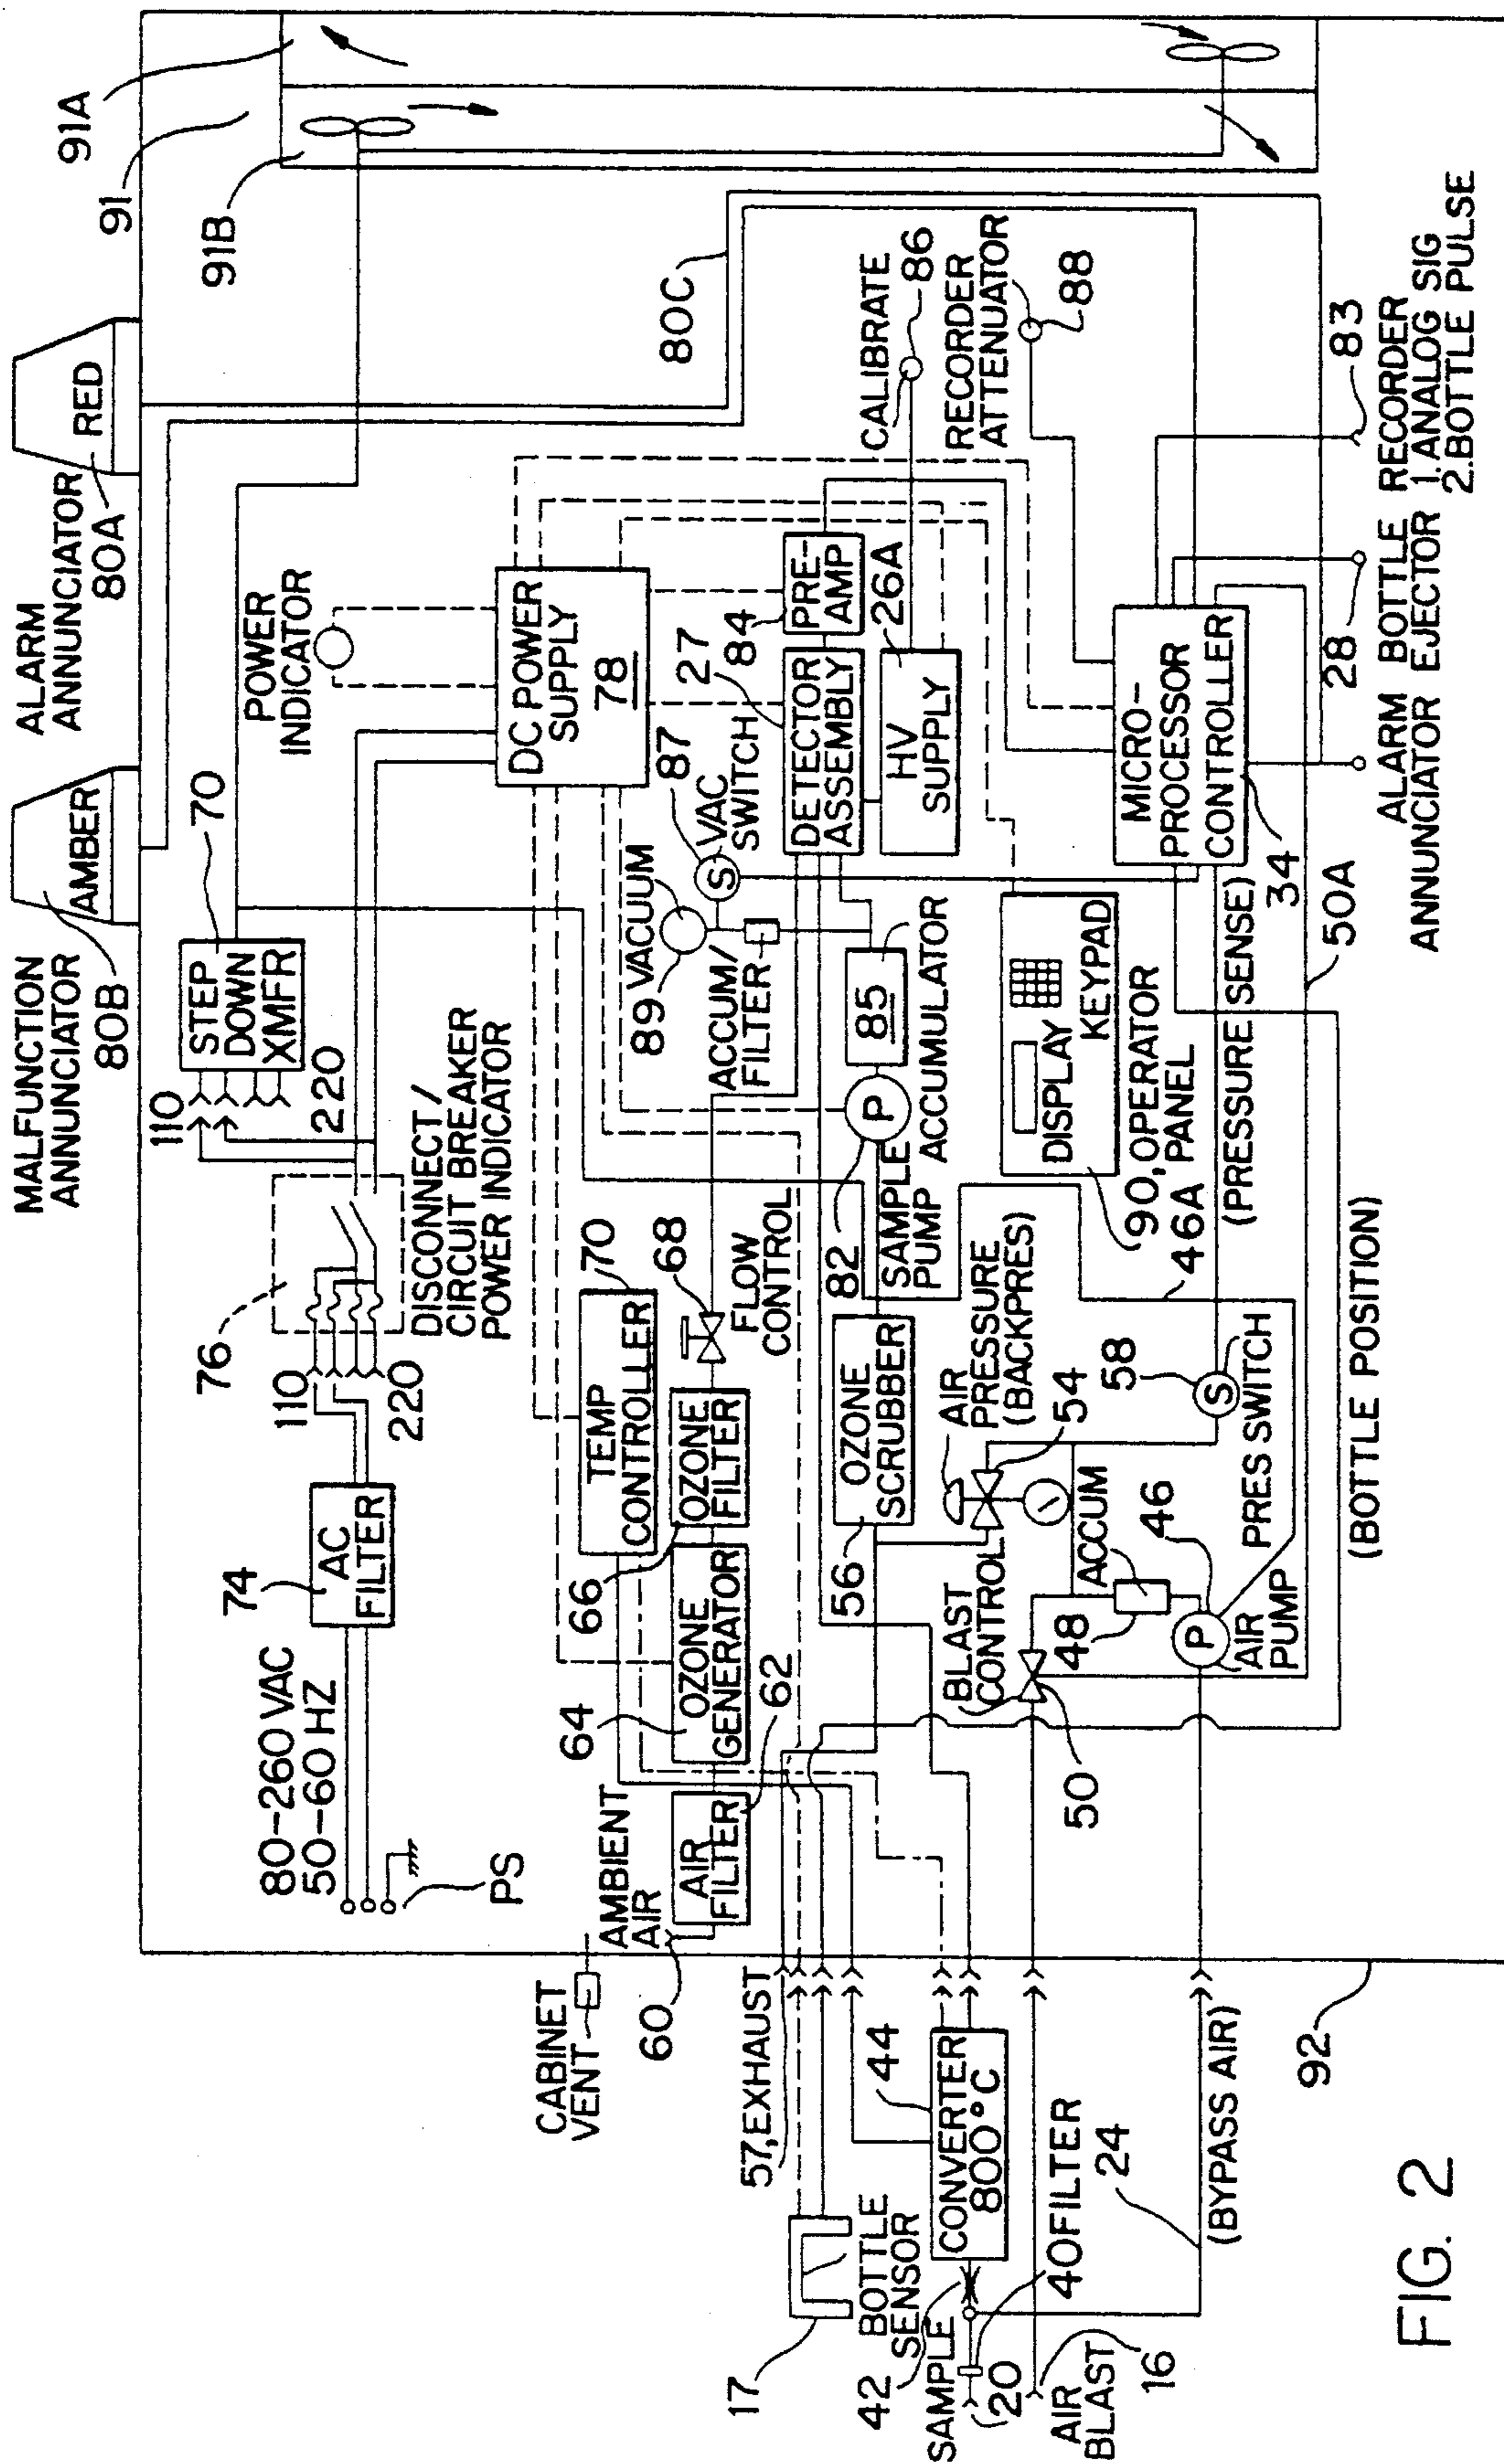 MALFUNCTION
ANNUNCIATOR
80B
AMBER
ALARM
ANNUNCIATOR
80A
RED
91A
91
91B
110
220
STEP
DOWN
XMFR
70
POWER
INDICATOR
80-260 VAC
50-60 HZ
PS
74
AC
FILTER
110
220
76
DISCONNECT/
CIRCUIT BREAKER
POWER INDICATOR
DC POWER
SUPPLY
78
80C
CABINET
VENT
AMBIENT
AIR
60
AIR
FILTER
62
64
OZONE
GENERATOR
66
OZONE
FILTER
TEMP
CONTROLLER
70
68
FLOW
CONTROL
89 VACUUM
ACCUM/
FILTER
87
VAC
SWITCH
S
27
DETECTOR
ASSEMBLY
84
PRE-
AMP
HV
SUPPLY
26A
CALIBRATE
86
RECORDER
ATTENUATOR
88
57, EXHAUST
17
BOTTLE
SENSOR
56
OZONE
SCRUBBER
82
SAMPLE
PUMP
P
85
ACCUMULATOR
44
CONVERTER
800°C
42
SAMPLE
20
40 FILTER
AIR
BLAST
16
24
(BYPASS AIR)
BLAST
CONTROL
50
AIR
PRESSURE
(BACKPRES)
54
ACCUM
48
46
P
AIR
PUMP
58
S
PRES SWITCH
DISPLAY
KEYPAD
90, OPERATOR
PANEL
46A
(PRESSURE SENSE)
MICRO-
PROCESSOR
CONTROLLER
34
50A
(BOTTLE POSITION)
28
83
ALARM BOTTLE RECORDER
ANNUNCIATOR EJECTOR 1. ANALOG SIG
2. BOTTLE PULSE
92
FIG. 2